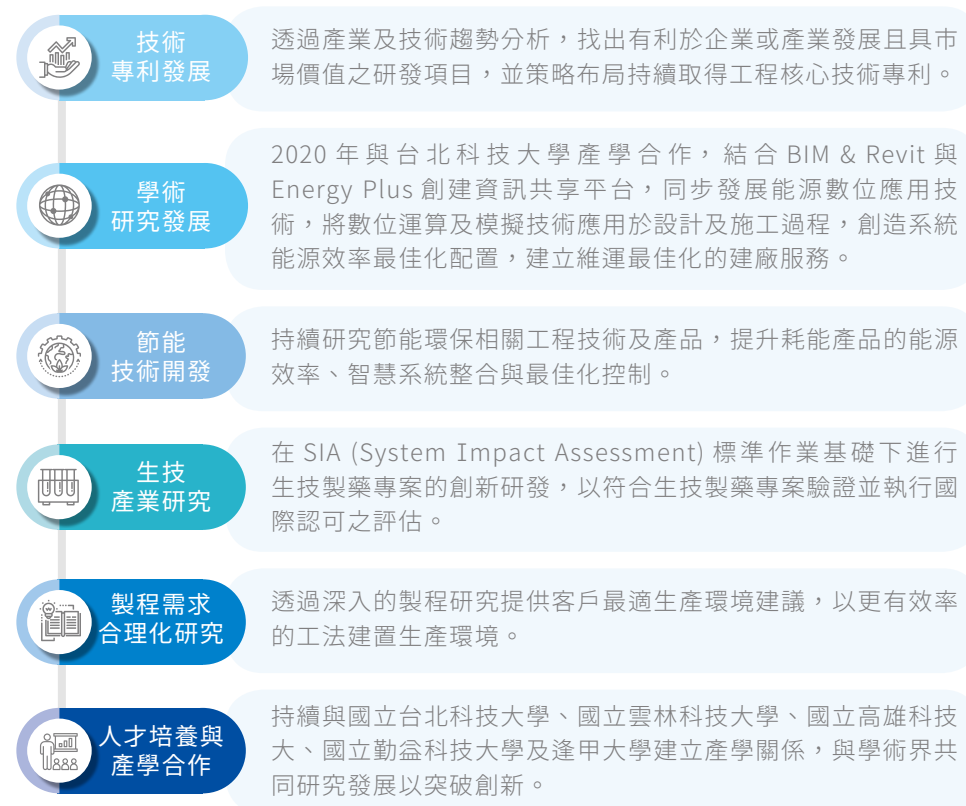 技術
專利發展
透過產業及技術趨勢分析，找出有利於企業或產業發展且具市
場價值之研發項目，並策略布局持續取得工程核心技術專利。
學術
研究發展
2020 年與台北科技大學產學合作，結合 BIM & Revit 與
Energy Plus 創建資訊共享平台，同步發展能源數位應用技
術，將數位運算及模擬技術應用於設計及施工過程，創造系統
能源效率最佳化配置，建立維運最佳化的建廠服務。
節能
技術開發
持續研究節能環保相關工程技術及產品，提升耗能產品的能源
效率、智慧系統整合與最佳化控制。
生技
產業研究
在 SIA (System Impact Assessment) 標準作業基礎下進行
生技製藥專案的創新研發，以符合生技製藥專案驗證並執行國
際認可之評估。
製程需求
合理化研究
透過深入的製程研究提供客戶最適生產環境建議，以更有效率
的工法建置生產環境。
人才培養與
產學合作
持續與國立台北科技大學、國立雲林科技大學、國立高雄科技
大、國立勤益科技大學及逢甲大學建立產學關係，與學術界共
同研究發展以突破創新。